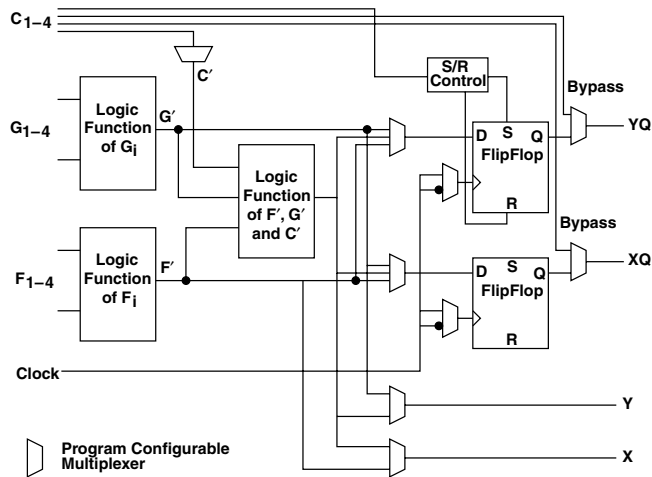 C1–4
S/R
Control
Bypass
C′
Logic
Function
of Gi
G′
G1–4
D S Q
FlipFlop
R
YQ
Logic
Function
of F′, G′
and C′
Bypass
Logic
Function
of Fi
F′
F1–4
D S Q
FlipFlop
R
XQ
Clock
Y
Program Configurable
Multiplexer
X